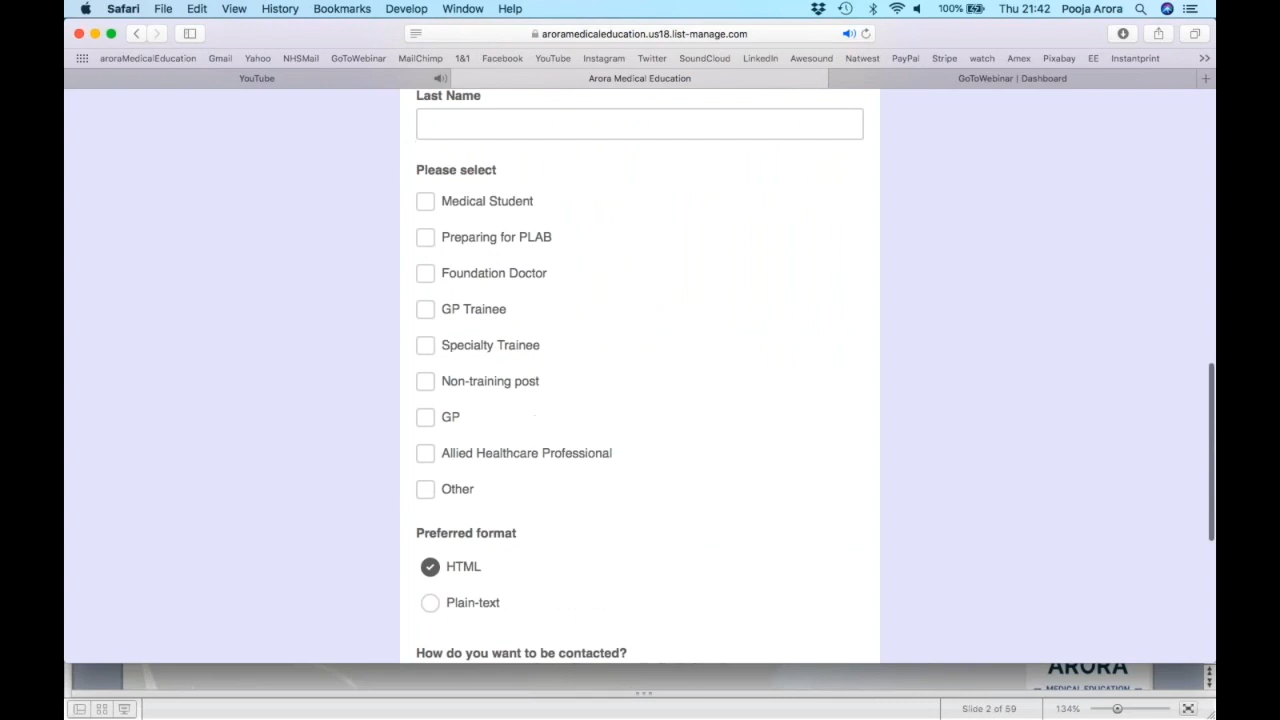 Safari File Edit View History Bookmarks Develop Window Help 100% Thu 21:42 Pooja Arora
aroramedicaleducation.us18.list-manage.com
aroraMedicalEducation Gmail Yahoo NHSMail GoToWebinar MailChimp 1&1 Facebook YouTube Instagram Twitter SoundCloud LinkedIn Awesound Natwest PayPal Stripe watch Amex Pixabay EE Instantprint
YouTube Arora Medical Education GoToWebinar | Dashboard
Last Name
Please select
Medical Student
Preparing for PLAB
Foundation Doctor
GP Trainee
Specialty Trainee
Non-training post
GP
Allied Healthcare Professional
Other
Preferred format
HTML
Plain-text
How do you want to be contacted?
ARORA
MEDICAL EDUCATION
Slide 2 of 59 134%